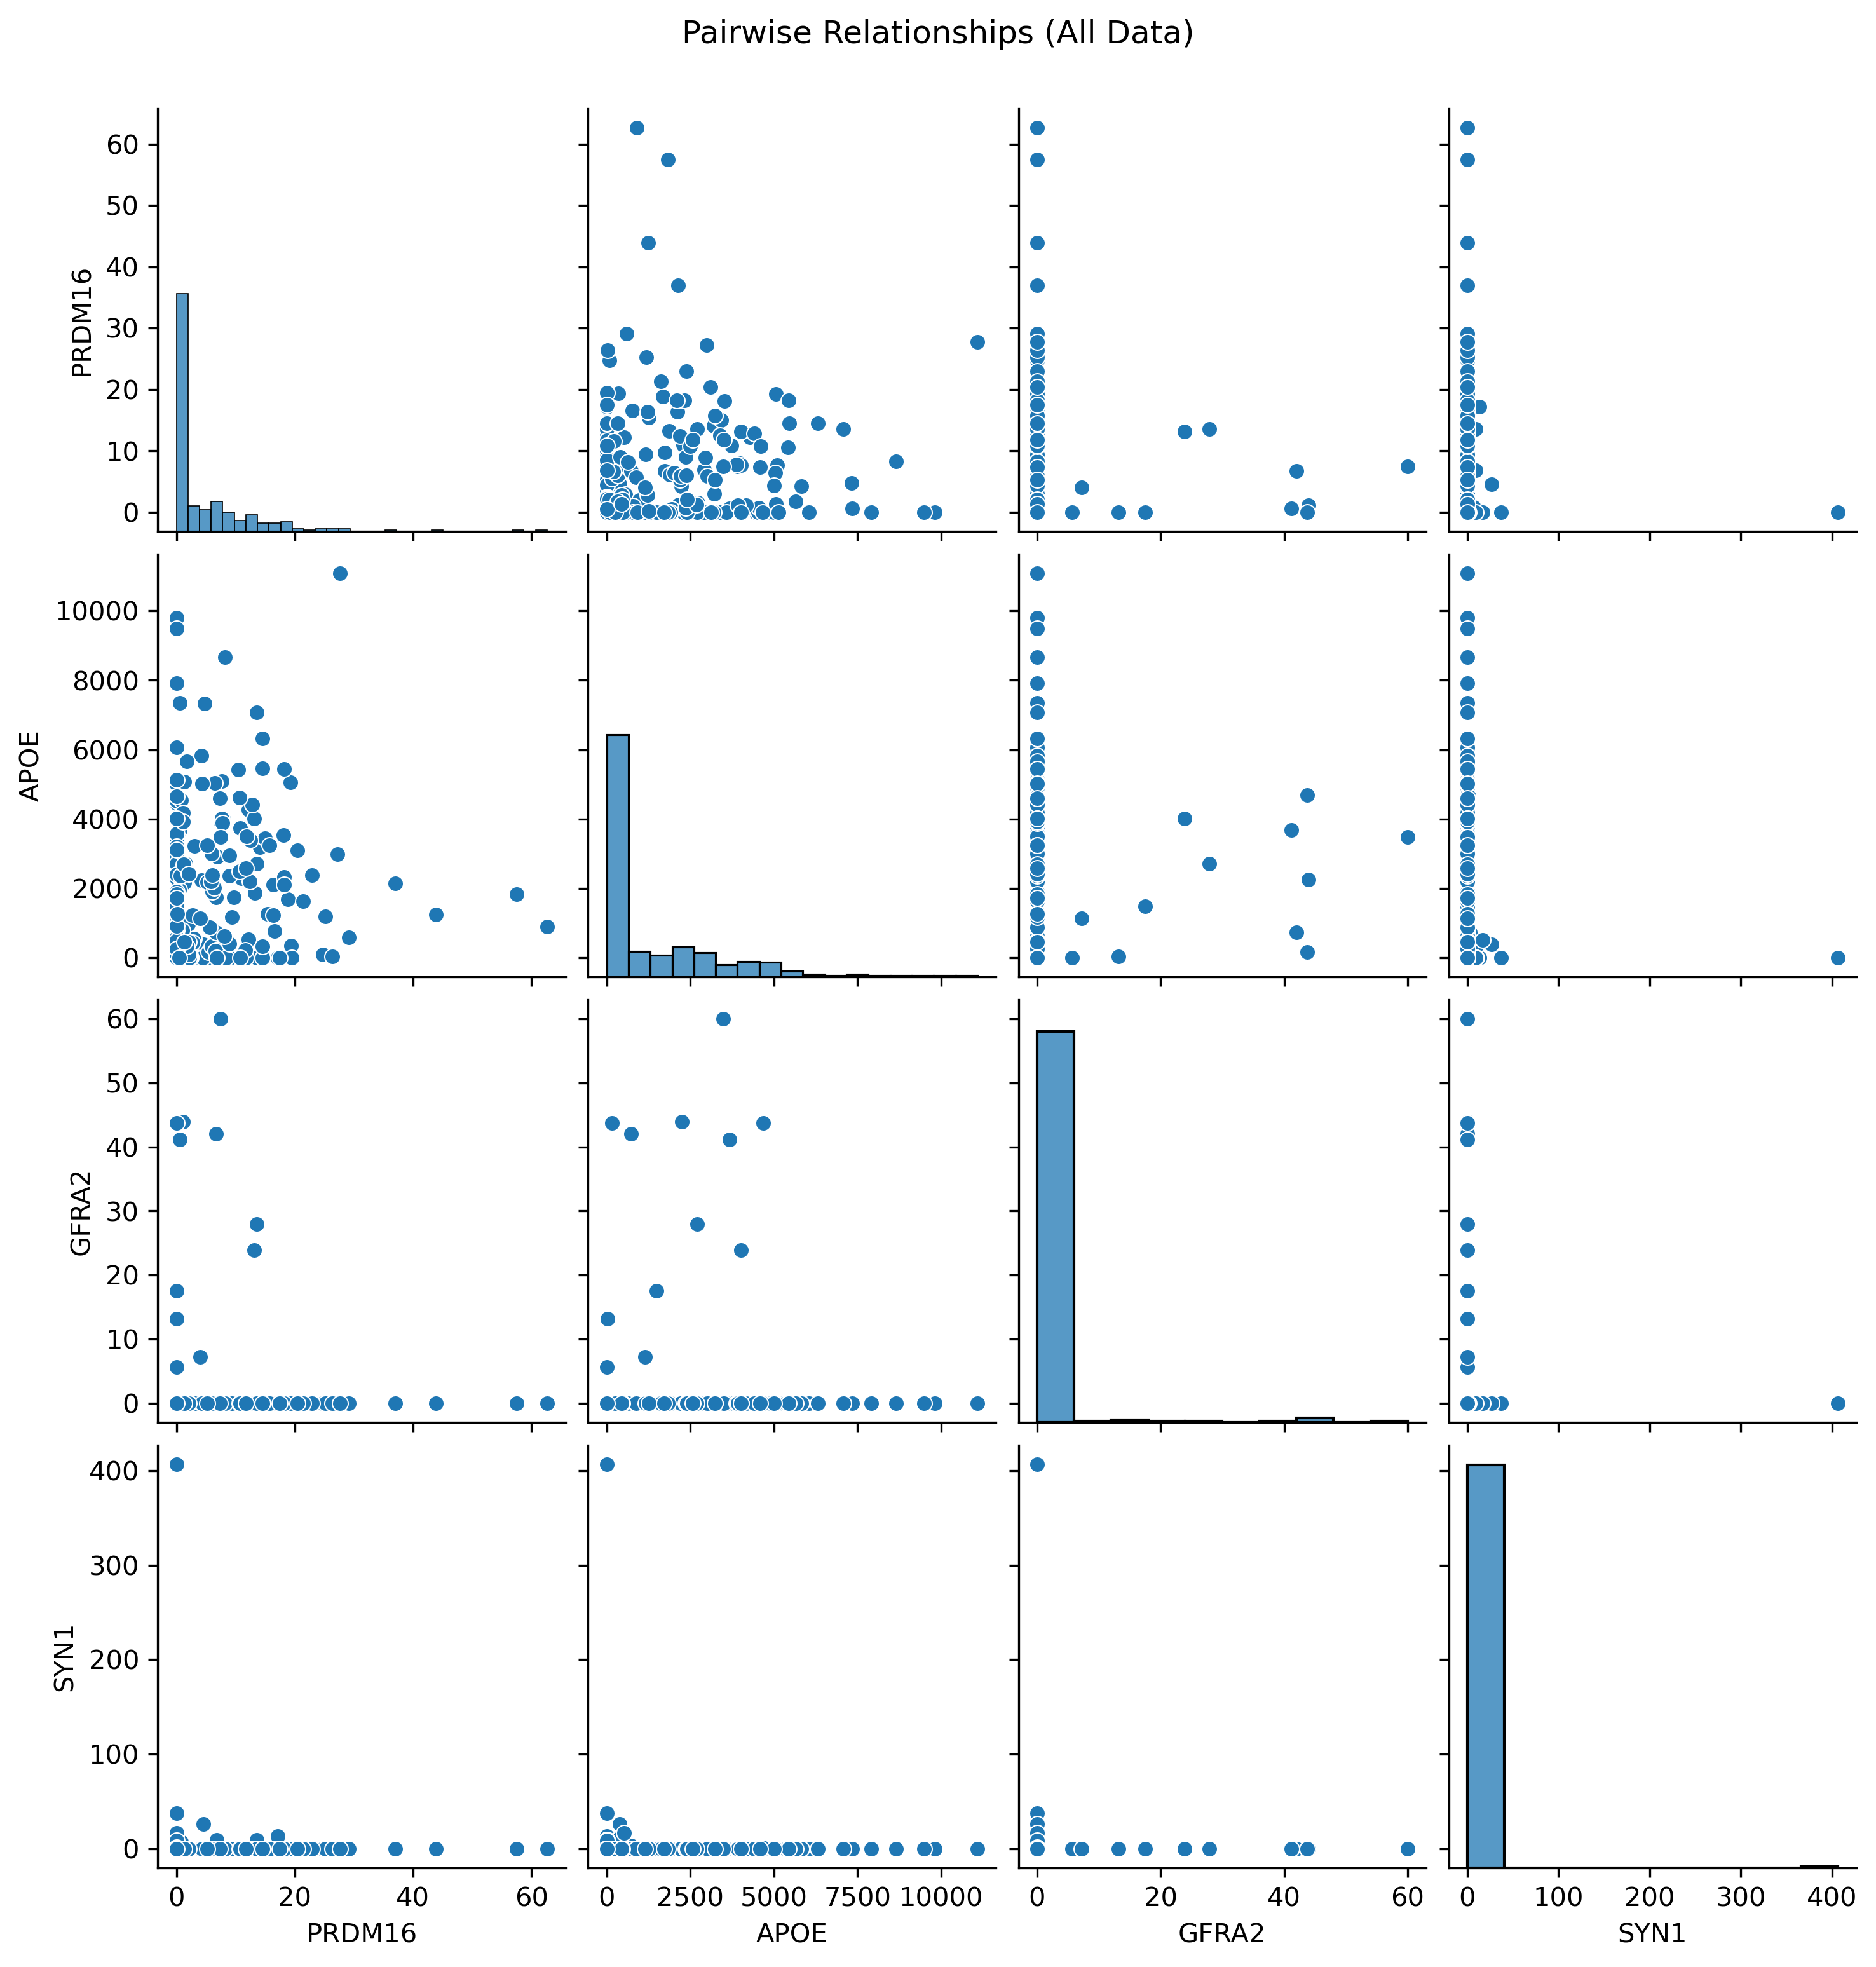 Pairwise Relationships (All Data)
60
50
40
30
20
10
0
PRDM16
10000
8000
6000
4000
2000
0
APOE
60
50
40
30
20
10
0
GFRA2
400
300
200
100
0
SYN1
0 20 40 60
0 2500 5000 7500 10000
0 20 40 60
0 100 200 300 400
PRDM16 APOE GFRA2 SYN1